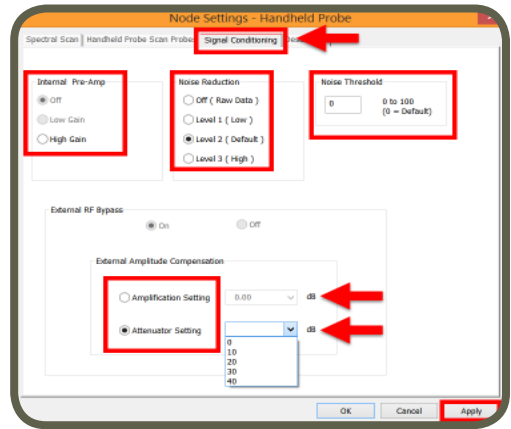 Node Settings - Handheld Probe
Spectral Scan Handheld Probe Scan Probe Signal Conditioning
Internal Pre-Amp
Off
Low Gain
High Gain
Noise Reduction
Off ( Raw Data )
Level 1 ( Low )
Level 2 ( Default )
Level 3 ( High )
Noise Threshold
0
0 to 100
(0 = Default)
External RF Bypass
On
Off
External Amplitude Compensation
Amplification Setting
0.00
dB
Attenuator Setting
dB
0
10
20
30
40
OK
Cancel
Apply